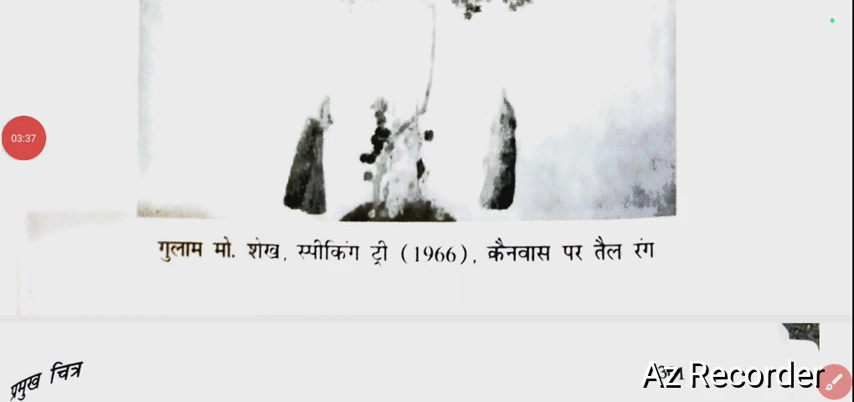 03:37
गुलाम मो. शेख, स्पीकिंग ट्री (1966), कैनवास पर तैल रंग
प्रमुख चित्र
Az Recorder